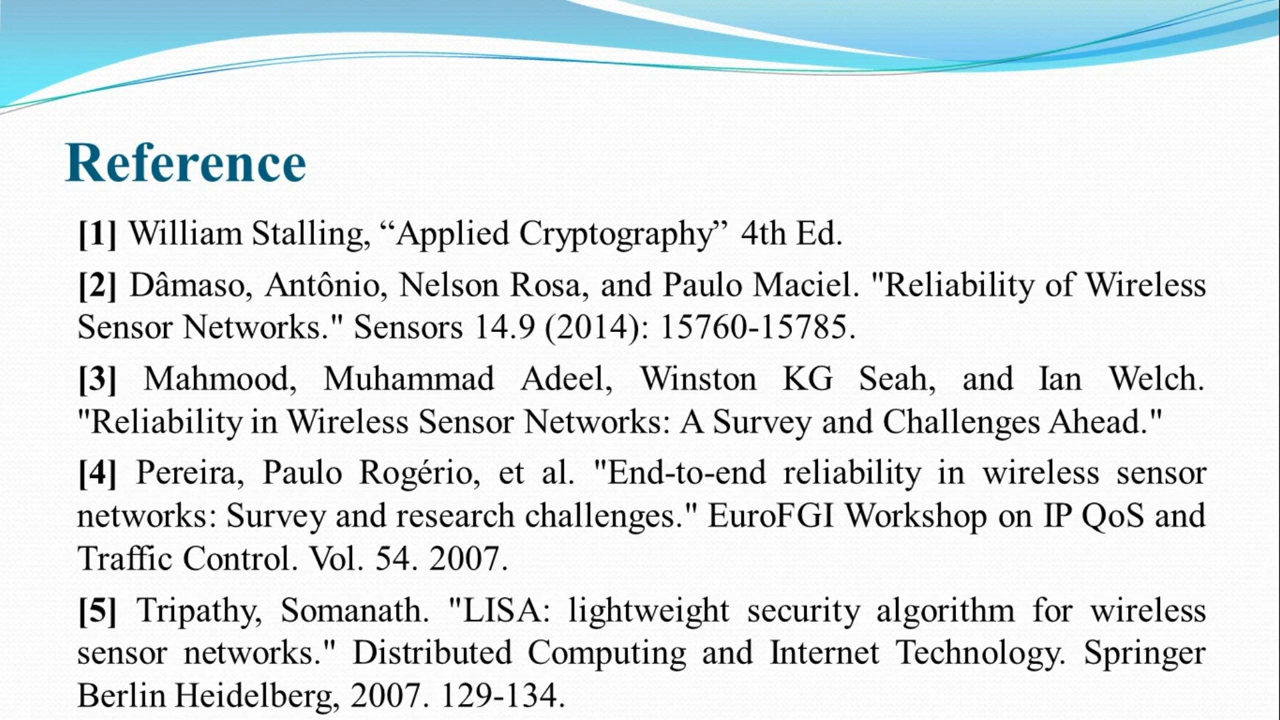 Reference
[1] William Stalling, “Applied Cryptography” 4th Ed.
[2] Dâmaso, Antônio, Nelson Rosa, and Paulo Maciel. "Reliability of Wireless
Sensor Networks." Sensors 14.9 (2014): 15760-15785.
[3] Mahmood, Muhammad Adeel, Winston KG Seah, and Ian Welch.
"Reliability in Wireless Sensor Networks: A Survey and Challenges Ahead."
[4] Pereira, Paulo Rogério, et al. "End-to-end reliability in wireless sensor
networks: Survey and research challenges." EuroFGI Workshop on IP QoS and
Traffic Control. Vol. 54. 2007.
[5] Tripathy, Somanath. "LISA: lightweight security algorithm for wireless
sensor networks." Distributed Computing and Internet Technology. Springer
Berlin Heidelberg, 2007. 129-134.